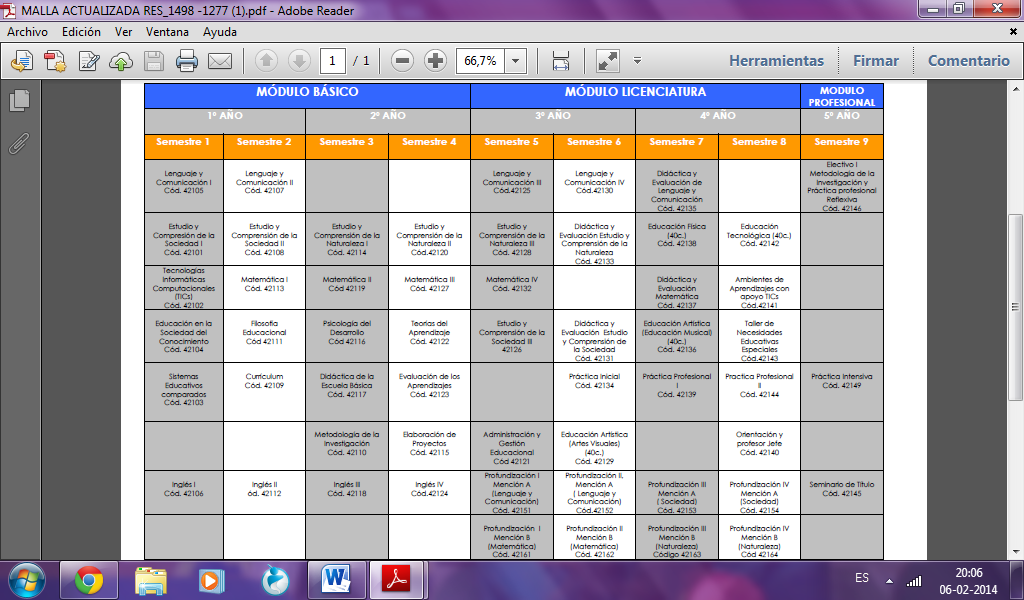 MALLA ACTUALIZADA RES_1498 -1277 (1).pdf - Adobe Reader
Archivo Edición Ver Ventana Ayuda
1 / 1 66,7% Herramientas Firmar Comentario
MÓDULO BÁSICO MÓDULO LICENCIATURA MODULO
PROFESIONAL
1º AÑO 2º AÑO 3º AÑO 4º AÑO 5º AÑO
Semestre 1 Semestre 2 Semestre 3 Semestre 4 Semestre 5 Semestre 6 Semestre 7 Semestre 8 Semestre 9
Lenguaje y
Comunicación I
Cód. 42105
Lenguaje y
Comunicación II
Cód. 42107
Lenguaje y
Comunicación III
Cód.42125
Lenguaje y
Comunicación IV
Cód.42130
Didáctica y
Evaluación de
Lenguaje y
Comunicación
Cód. 42135
Electivo I
Metodología de la
Investigación y
Práctica profesional
Reflexiva
Cód. 42146
Estudio y
Compresión de la
Sociedad I
Cód. 42101
Estudio y
Comprensión de la
Sociedad II
Cód. 42108
Estudio y
Comprensión de la
Naturaleza I
Cód. 42114
Estudio y
Comprensión de la
Naturaleza II
Cód. 42120
Estudio y
Comprensión de la
Naturaleza III
Cód. 42128
Didáctica y
Evaluación Estudio y
Comprensión de la
Naturaleza
Cód. 42133
Educación Física
(40c.)
Cód. 42138
Educación
Tecnológica (40c.)
Cód. 42142
Tecnologías
Informáticas
Computacionales
(TICs)
Cód. 42102
Matemática I
Cód. 42113
Matemática II
Cód 42119
Matemática III
Cód. 42127
Matemática IV
Cód. 42132
Didáctica y
Evaluación
Matemática
Cód. 42137
Ambientes de
Aprendizajes con
apoyo TICs
Cód.42141
Educación en la
Sociedad del
Conocimiento
Cód. 42104
Filosofía
Educacional
Cód 42111
Psicología del
Desarrollo
Cód 42116
Teorías del
Aprendizaje
Cód. 42122
Estudio y
Comprensión de la
Sociedad III
42126
Didáctica y
Evaluación Estudio
y Comprensión de
la Sociedad
Cód. 42131
Educación Artística
(Educación Musical)
(40c.)
Cód. 42136
Taller de
Necesidades
Educativas
Especiales
Cód.42143
Sistemas
Educativos
comparados
Cód. 42103
Curriculum
Cód. 42109
Didáctica de la
Escuela Básica
Cód. 42117
Evaluación de los
Aprendizajes
Cód. 42123
Práctica Inicial
Cód. 42134
Práctica Profesional
I
Cód. 42139
Practica Profesional
II
Cód. 42144
Práctica Intensiva
Cód. 42149
Metodología de la
Investigación
Cód. 42110
Elaboración de
Proyectos
Cód. 42115
Administración y
Gestión
Educacional
Cód 42121
Educación Artística
(Artes Visuales)
(40c.)
Cód. 42129
Orientación y
profesor Jefe
Cód. 42140
Inglés I
Cód. 42106
Inglés II
ód. 42112
Inglés III
Cód. 42118
Inglés IV
Cód.42124
Profundización I
Mención A
(Lenguaje y
Comunicación)
Cód. 42151
Profundización II,
Mención A
( Lenguaje y
Comunicación)
Cód.42152
Profundización III
Mención A
( Sociedad)
Cód. 42153
Profundización IV
Mención A
(Sociedad)
Cód. 42154
Seminario de Título
Cód. 42145
Profundización I
Mención B
(Matemática)
Cód. 42161
Profundización II
Mención B
(Matemática)
Cód. 42162
Profundización III
Mención B
(Naturaleza)
Código 42163
Profundización IV
Mención B
(Naturaleza)
Cód. 42164
ES 20:06
06-02-2014